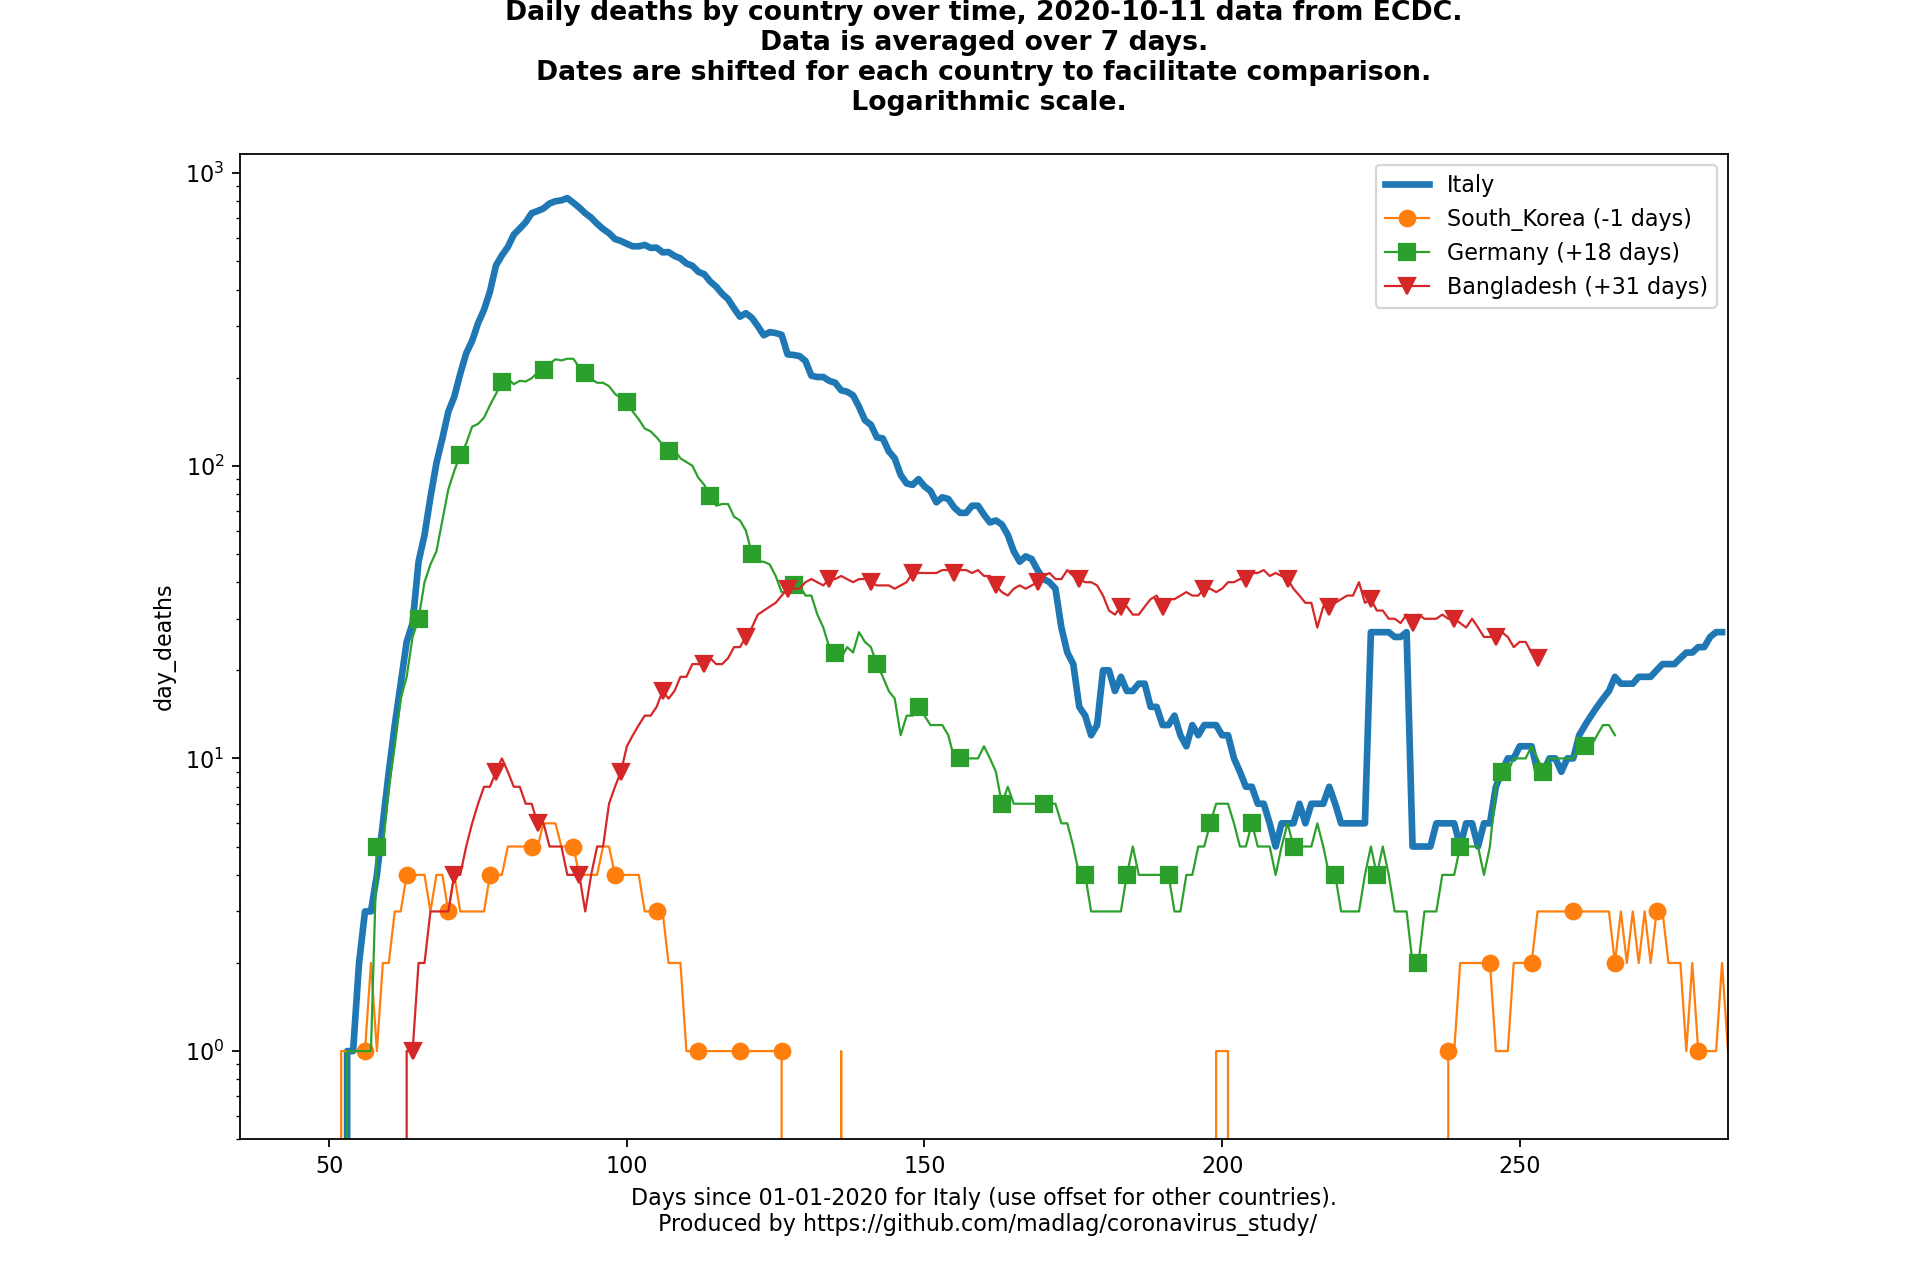 Daily deaths by country over time, 2020-10-11 data from ECDC.
Data is averaged over 7 days.
Dates are shifted for each country to facilitate comparison.
Logarithmic scale.
Italy
South_Korea (-1 days)
Germany (+18 days)
Bangladesh (+31 days)
10³
10²
10¹
10⁰
day_deaths
50 100 150 200 250
Days since 01-01-2020 for Italy (use offset for other countries).
Produced by https://github.com/madlag/coronavirus_study/